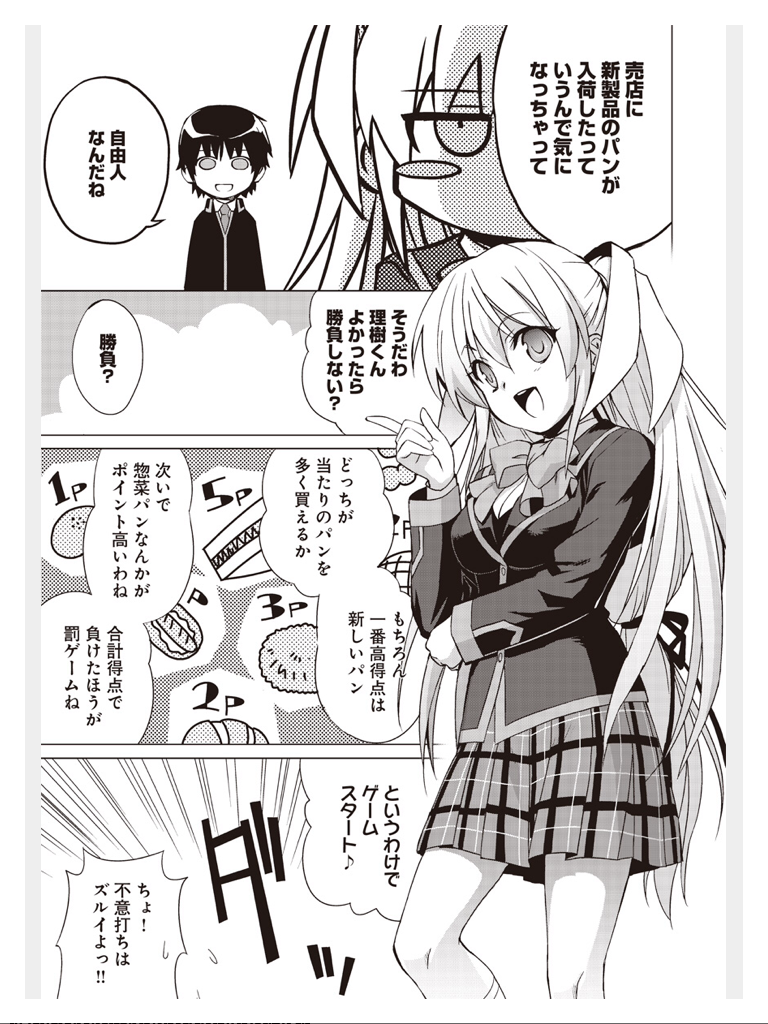 売店に
新製品のパンが
入荷したって
いうんで気に
なっちゃって
自由人
なんだね
そうだわ
理樹くん
よかったら
勝負しない?
勝負?
どっちが
当たりのパンを
多く買えるか
もちろん
一番高得点は
新しいパン
次いで
惣菜パンなんかが
ポイント高いわね
合計得点で
負けたほうが
罰ゲームね
5P
1P
3P
2P
P
2P
というわけで
ゲーム
スタート♪
ダッ
ちょ!
不意打ちは
ズルイよっ!!